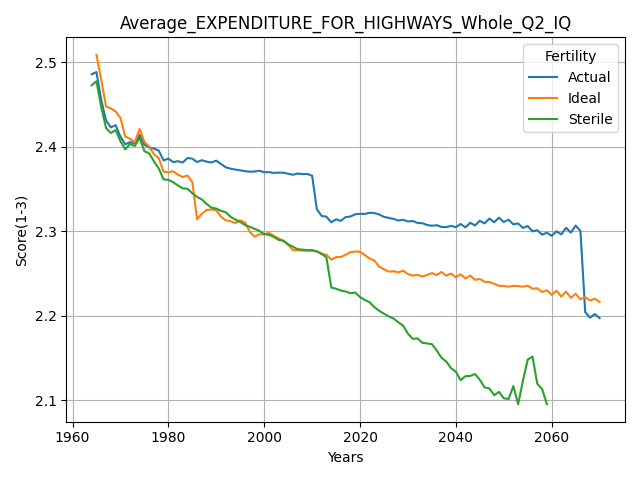 Average_EXPENDITURE_FOR_HIGHWAYS_Whole_Q2_IQ
Score(1-3)
2.5
2.4
2.3
2.2
2.1
Fertility
Actual
Ideal
Sterile
1960
1980
2000
2020
2040
2060
Years